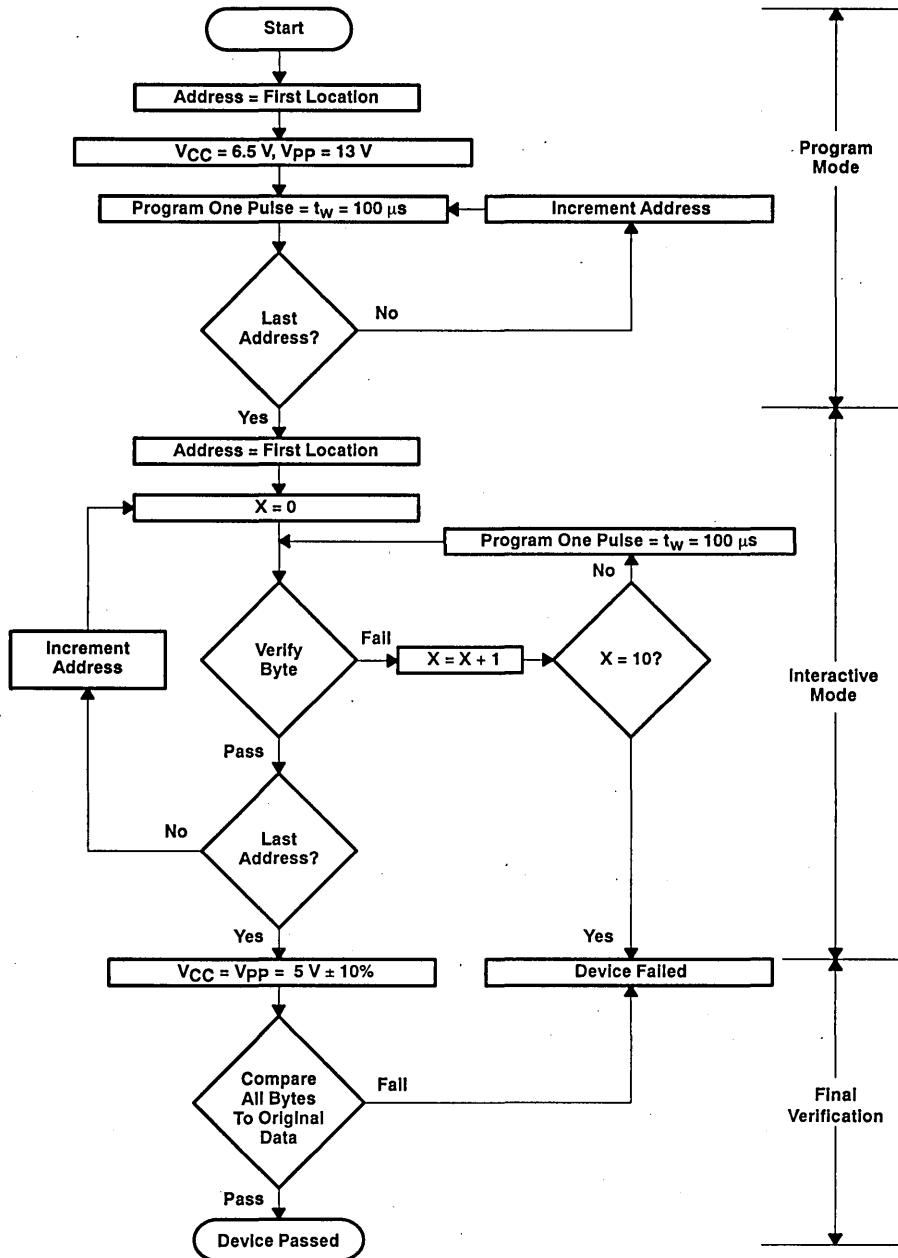 Start
Address = First Location
VCC = 6.5 V, VPP = 13 V
Program
Mode
Program One Pulse = tw = 100 µs
Increment Address
Last
Address?
No
Yes
Address = First Location
X = 0
Program One Pulse = tw = 100 µs
No
Increment
Address
Verify
Byte
Fail
X = X + 1
X = 10?
Interactive
Mode
Pass
No
Last
Address?
Yes
Yes
VCC = VPP = 5 V ± 10%
Device Failed
Compare
All Bytes
To Original
Data
Fail
Final
Verification
Pass
Device Passed